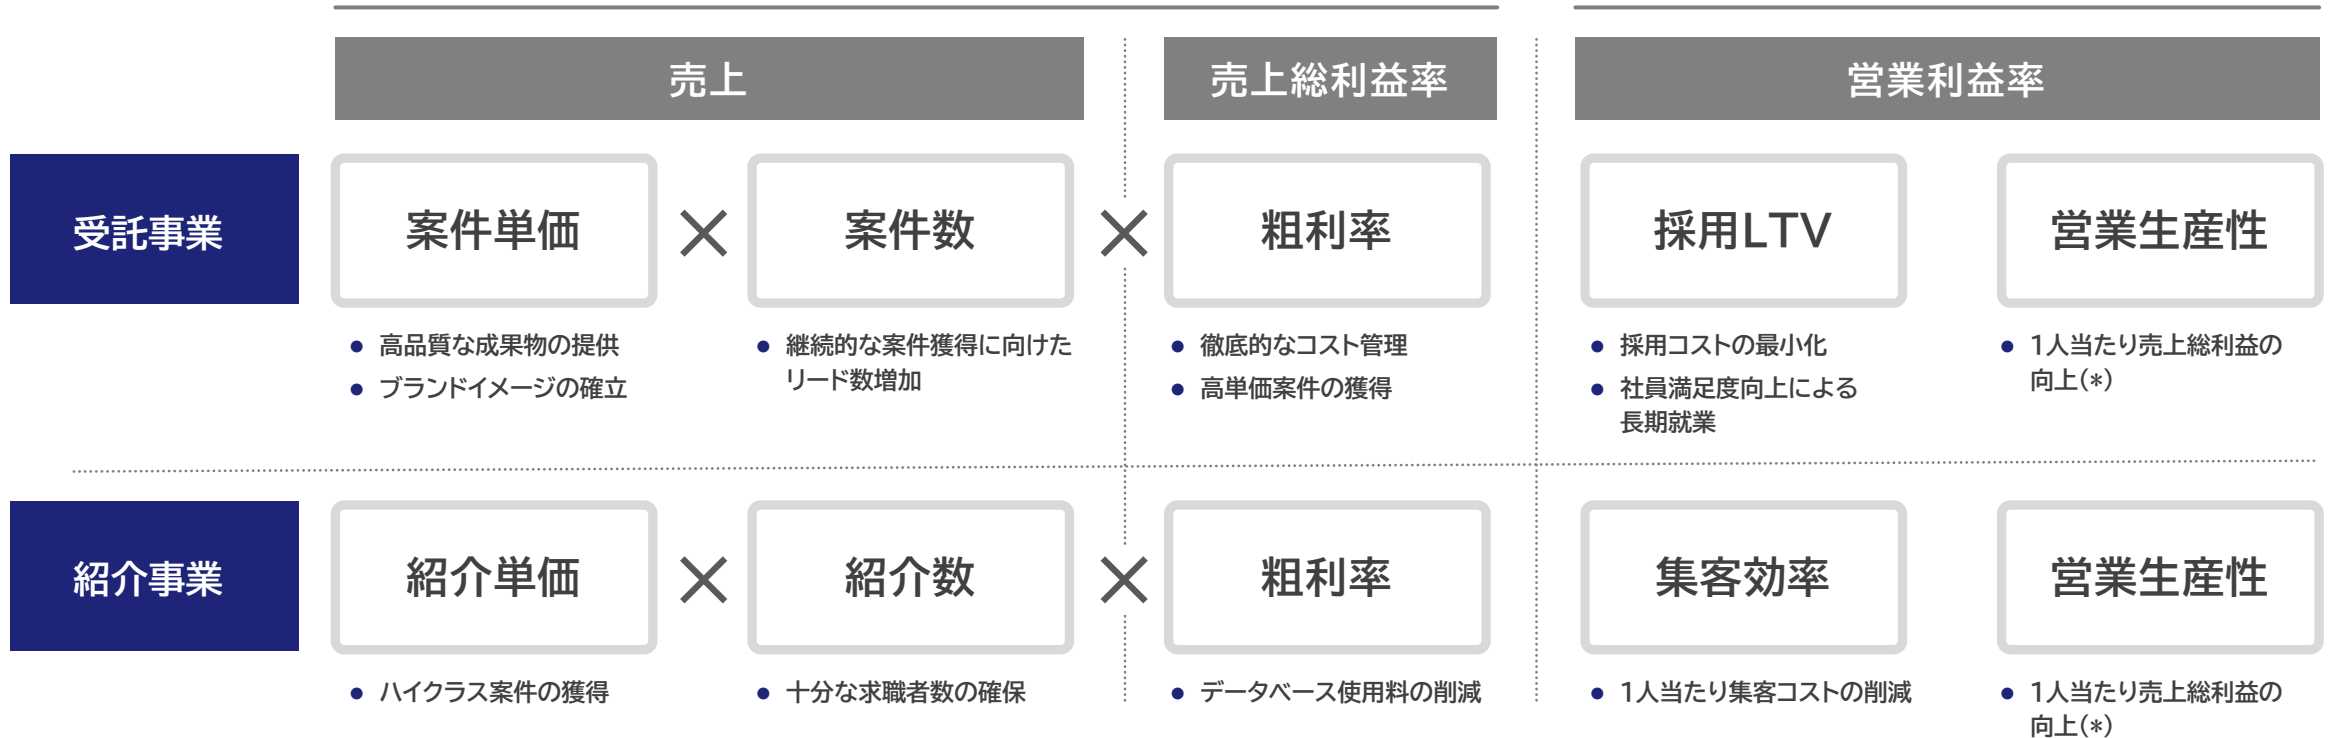 売上
売上総利益率
営業利益率
受託事業
案件単価
×
案件数
×
粗利率
採用LTV
営業生産性
● 高品質な成果物の提供
● ブランドイメージの確立
● 継続的な案件獲得に向けた
リード数増加
● 徹底的なコスト管理
● 高単価案件の獲得
● 採用コストの最小化
● 社員満足度向上による
長期就業
● 1人当たり売上総利益の
向上(*)
紹介事業
紹介単価
×
紹介数
×
粗利率
集客効率
営業生産性
● ハイクラス案件の獲得
● 十分な求職者数の確保
● データベース使用料の削減
● 1人当たり集客コストの削減
● 1人当たり売上総利益の
向上(*)